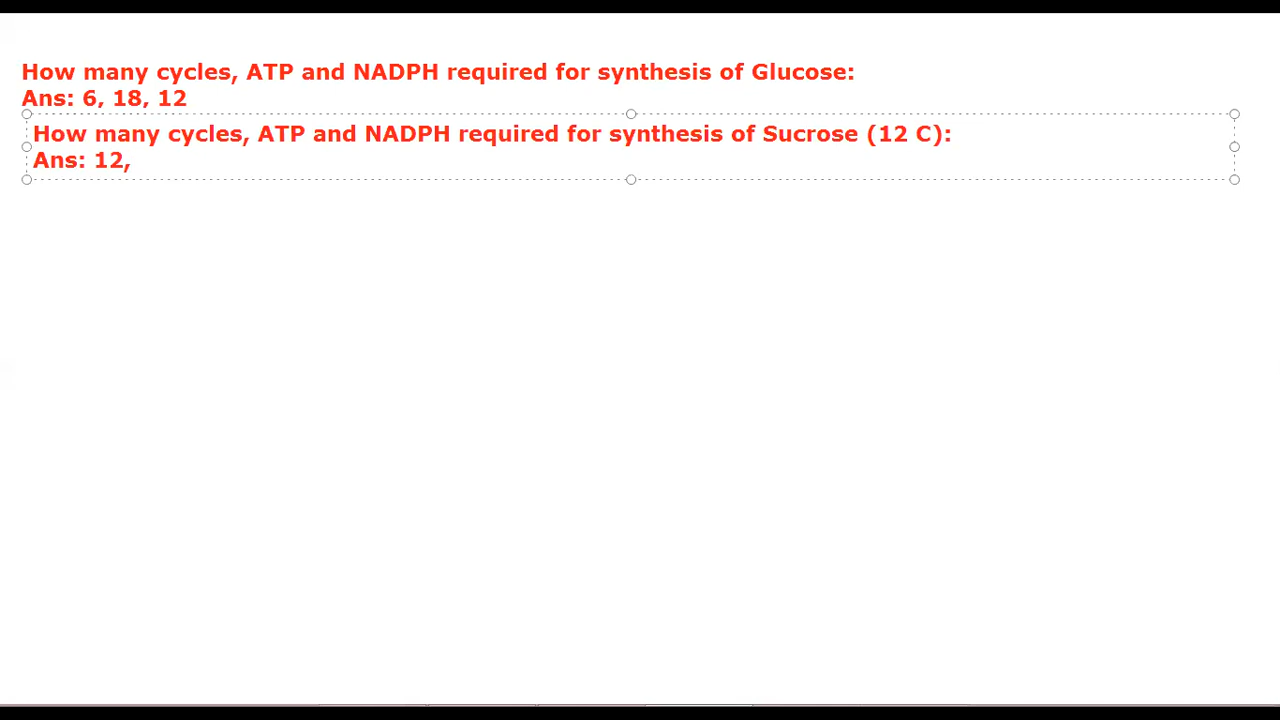 How many cycles, ATP and NADPH required for synthesis of Glucose:
Ans: 6, 18, 12
How many cycles, ATP and NADPH required for synthesis of Sucrose (12 C):
Ans: 12,